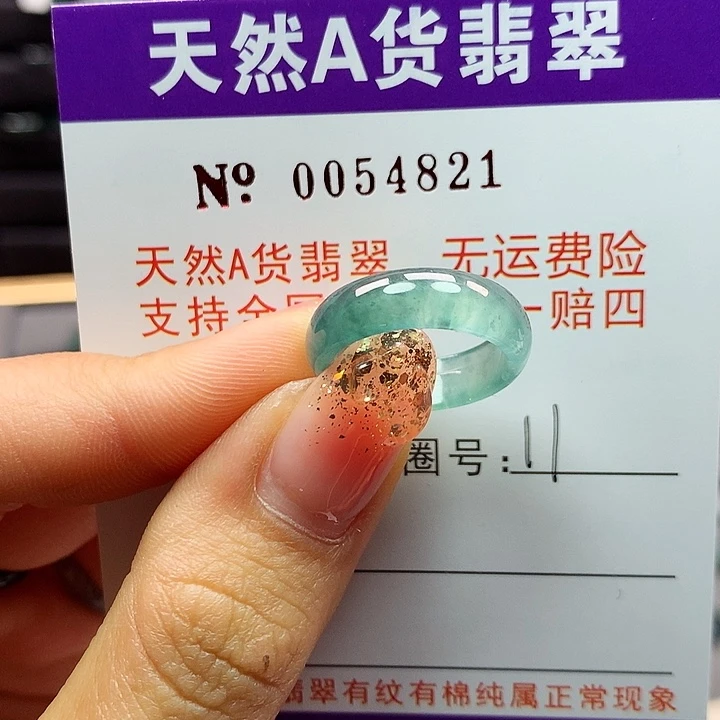 天然A货翡翠
Nº 0054821
天然A货翡翠 无运费险
支持全国 一赔四
圈号: 11
翡翠有纹有棉纯属正常现象